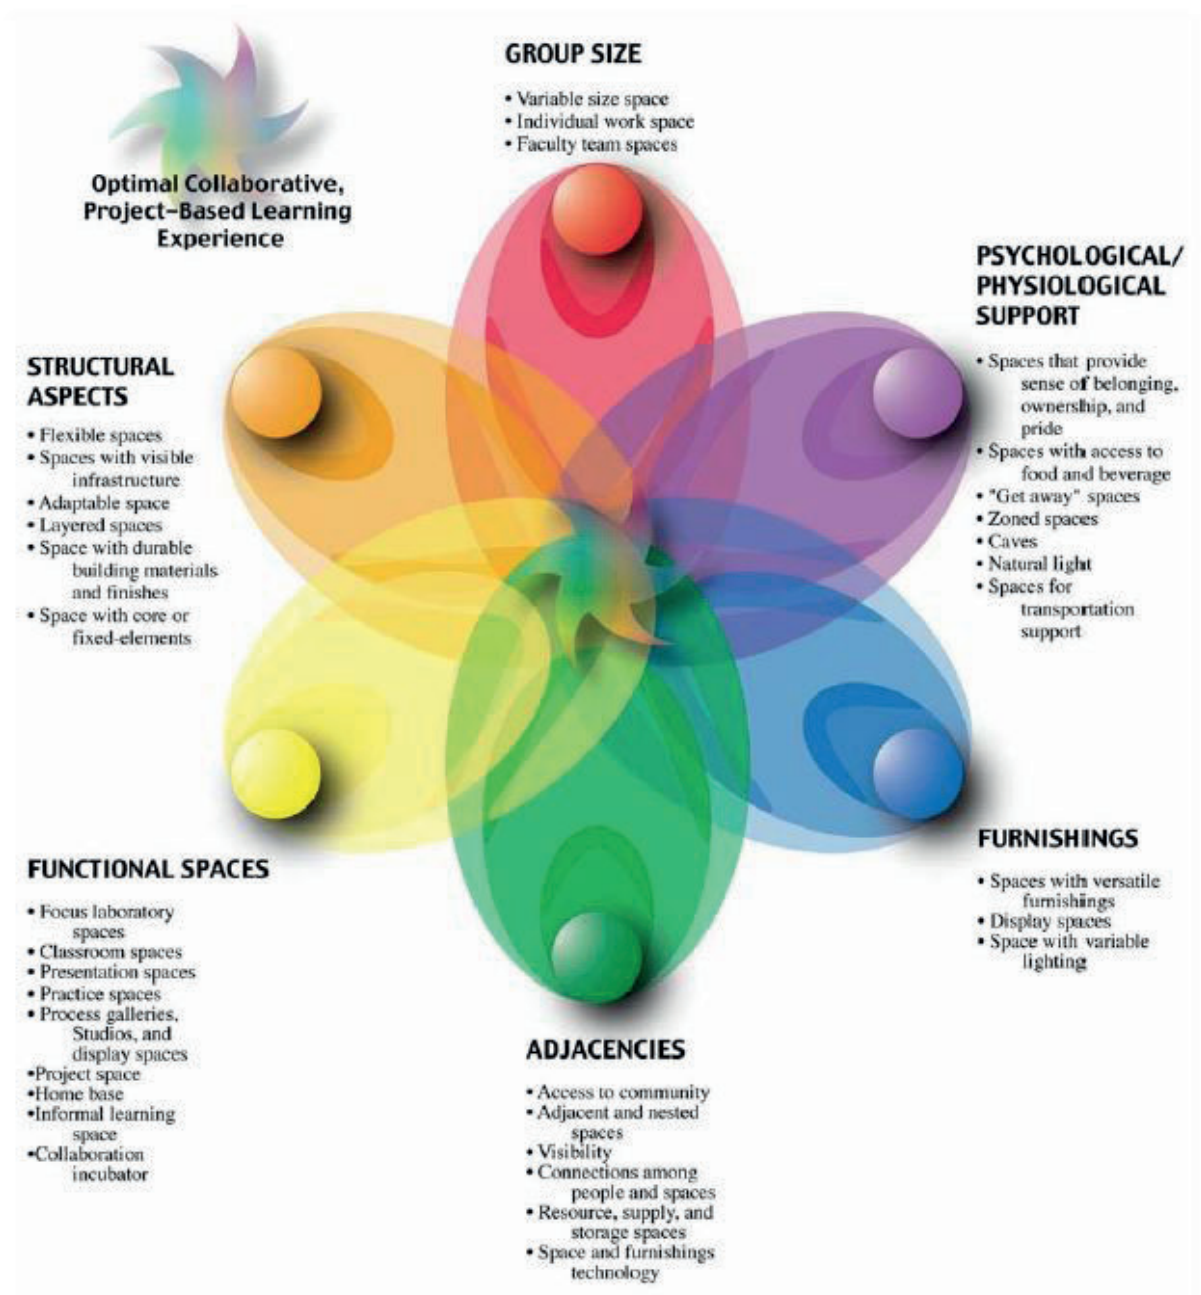 Optimal Collaborative,
Project-Based Learning
Experience
GROUP SIZE
• Variable size space
• Individual work space
• Faculty team spaces
PSYCHOLOGICAL/
PHYSIOLOGICAL
SUPPORT
• Spaces that provide
sense of belonging,
ownership, and
pride
• Spaces with access to
food and beverage
• "Get away" spaces
• Zoned spaces
• Caves
• Natural light
• Spaces for
transportation
support
STRUCTURAL
ASPECTS
• Flexible spaces
• Spaces with visible
infrastructure
• Adaptable space
• Layered spaces
• Space with durable
building materials
and finishes
• Space with core or
fixed-elements
FUNCTIONAL SPACES
• Focus laboratory
spaces
• Classroom spaces
• Presentation spaces
• Practice spaces
• Process galleries,
Studios, and
display spaces
•Project space
•Home base
•Informal learning
space
•Collaboration
incubator
FURNISHINGS
• Spaces with versatile
furnishings
• Display spaces
• Space with variable
lighting
ADJACENCIES
• Access to community
• Adjacent and nested
spaces
• Visibility
• Connections among
people and spaces
• Resource, supply, and
storage spaces
• Space and furnishings
technology